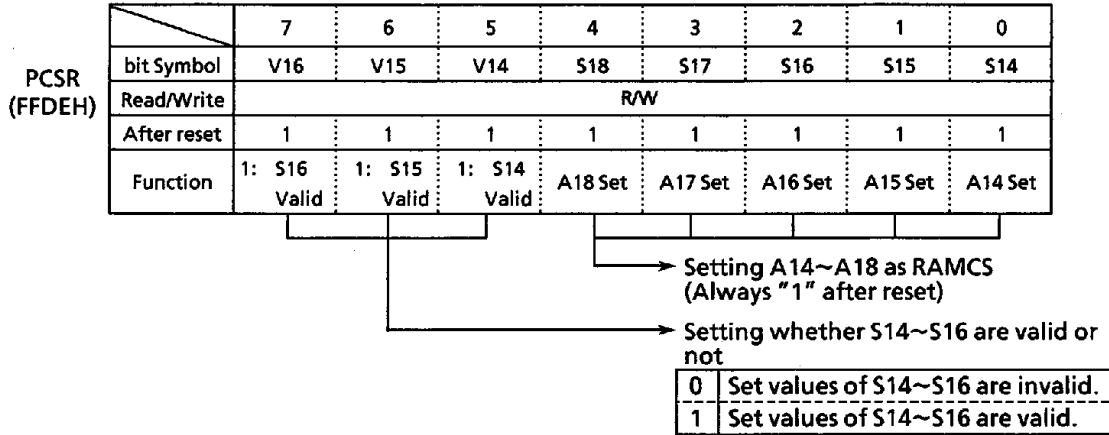 7 6 5 4 3 2 1 0
PCSR
(FFDEH)
bit Symbol V16 V15 V14 S18 S17 S16 S15 S14
Read/Write R/W
After reset 1 1 1 1 1 1 1 1
Function 1: S16 Valid 1: S15 Valid 1: S14 Valid A18 Set A17 Set A16 Set A15 Set A14 Set
Setting A14~A18 as RAMCS
(Always "1" after reset)
Setting whether S14~S16 are valid or
not
0 Set values of S14~S16 are invalid.
1 Set values of S14~S16 are valid.